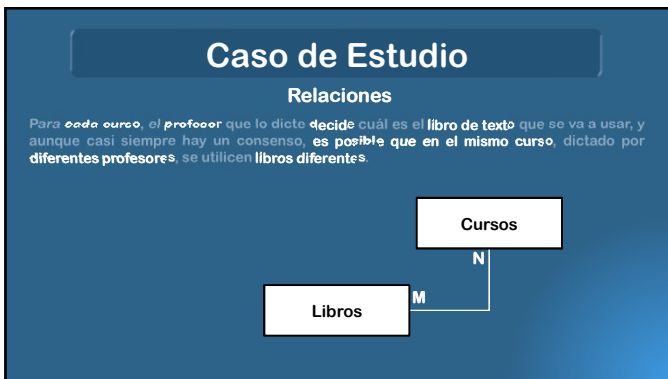 Caso de Estudio
Relaciones
Para cada curso, el profesor que lo dicte decide cuál es el libro de texto que se va a usar, y
aunque casi siempre hay un consenso, es posible que en el mismo curso, dictado por
diferentes profesores, se utilicen libros diferentes.
Cursos
N
M
Libros